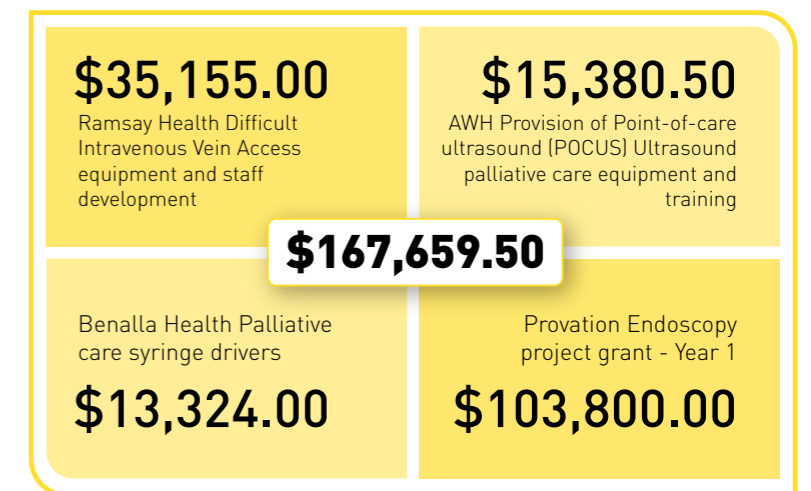 $35,155.00
Ramsay Health Difficult
Intravenous Vein Access
equipment and staff
development
$15,380.50
AWH Provision of Point-of-care
ultrasound (POCUS) Ultrasound
palliative care equipment and
training
$167,659.50
Benalla Health Palliative
care syringe drivers
$13,324.00
Provation Endoscopy
project grant - Year 1
$103,800.00